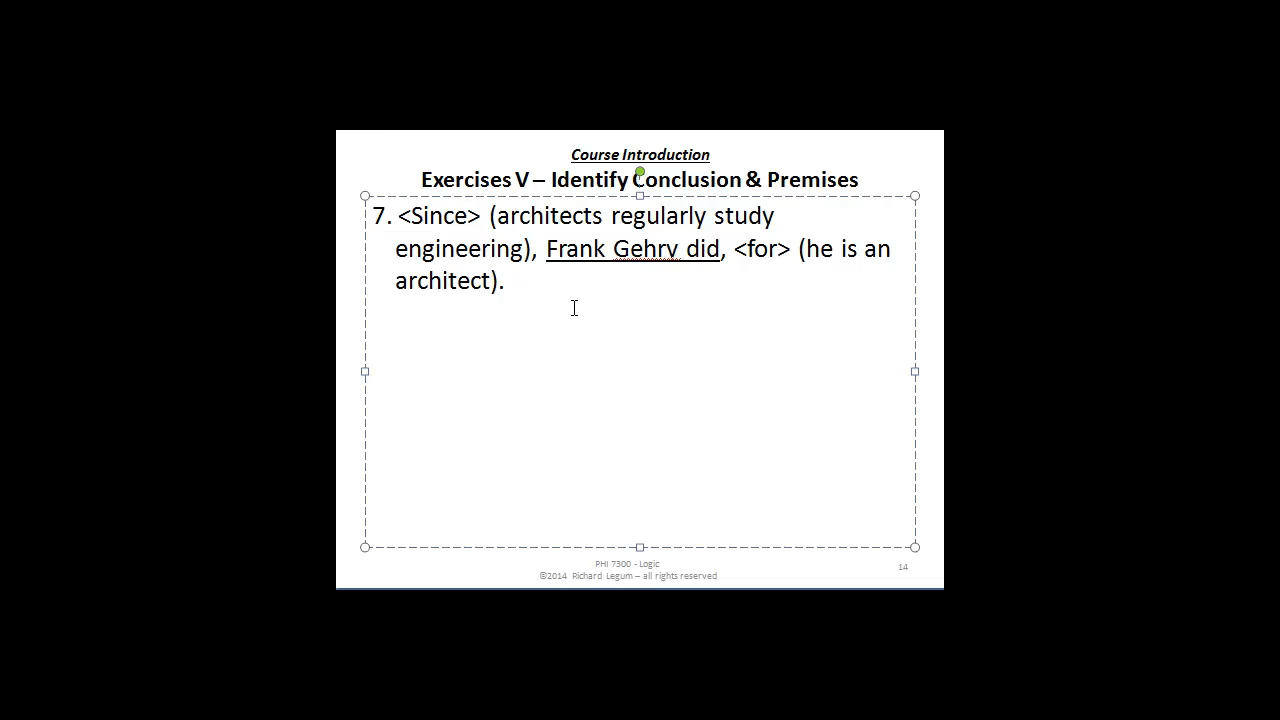 Course Introduction
Exercises V – Identify Conclusion & Premises
7. <Since> (architects regularly study
engineering), Frank Gehry did, <for> (he is an
architect).
PHI 7300 - Logic
©2014 Richard Legum – all rights reserved
14